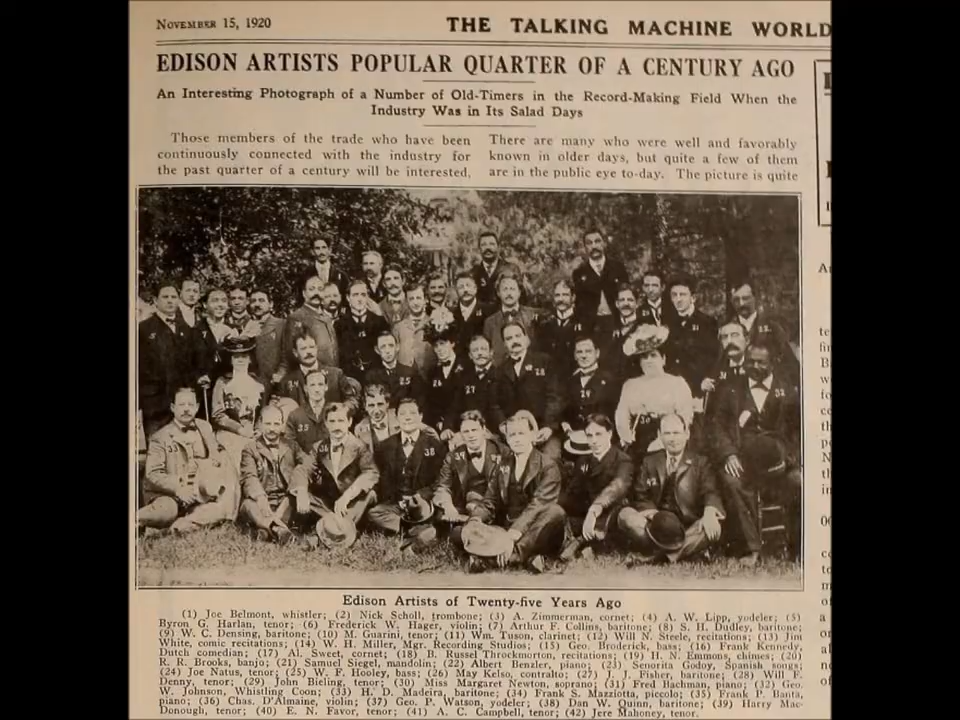 NOVEMBER 15, 1920
THE TALKING MACHINE WORLD
EDISON ARTISTS POPULAR QUARTER OF A CENTURY AGO
An Interesting Photograph of a Number of Old-Timers in the Record-Making Field When the
Industry Was in Its Salad Days
Those members of the trade who have been
continuously connected with the industry for
the past quarter of a century will be interested,
There are many who were well and favorably
known in older days, but quite a few of them
are in the public eye to-day. The picture is quite
Edison Artists of Twenty-five Years Ago
(1) Joe Belmont, whistler; (2) Nick Scholl, trombone; (3) A. Zimmerman, cornet; (4) A. W. Lipp, yodeler; (5)
Byron G. Harlan, tenor; (6) Frederick W. Hager, violin; (7) Arthur F. Collins, baritone; (8) S. H. Dudley, baritone;
(9) W. C. Densing, baritone; (10) M. Guarini, tenor; (11) Wm. Tuson, clarinet; (12) Will N. Steele, recitations; (13) Jim
White, comic recitations; (14) W. H. Miller, Mgr. Recording Studios; (15) Geo. Broderick, bass; (16) Frank Kennedy,
Dutch comedian; (17) Al. Sweet, cornet; (18) B. Russel Throckmorton, recitations; (19) H. N. Emmons, chimes; (20)
R. R. Brooks, banjo; (21) Samuel Siegel, mandolin; (22) Albert Benzler, piano; (23) Senorita Godoy, Spanish songs;
(24) Joe Natus, tenor; (25) W. F. Hooley, bass; (26) May Kelso, contralto; (27) J. J. Fisher, baritone; (28) Will F.
Denny, tenor; (29) John Bieling, tenor; (30) Miss Margaret Newton, soprano; (31) Fred Bachman, piano; (32) Geo.
W. Johnson, Whistling Coon; (33) H. D. Madeira, baritone; (34) Frank S. Mazziotta, piccolo; (35) Frank P. Banta,
piano; (36) Chas. D'Almaine, violin; (37) Geo. P. Watson, yodeler; (38) Dan W. Quinn, baritone; (39) Harry Mac-
Donough, tenor; (40) E. N. Favor, tenor; (41) A. C. Campbell, tenor; (42) Jere Mahoney, tenor.